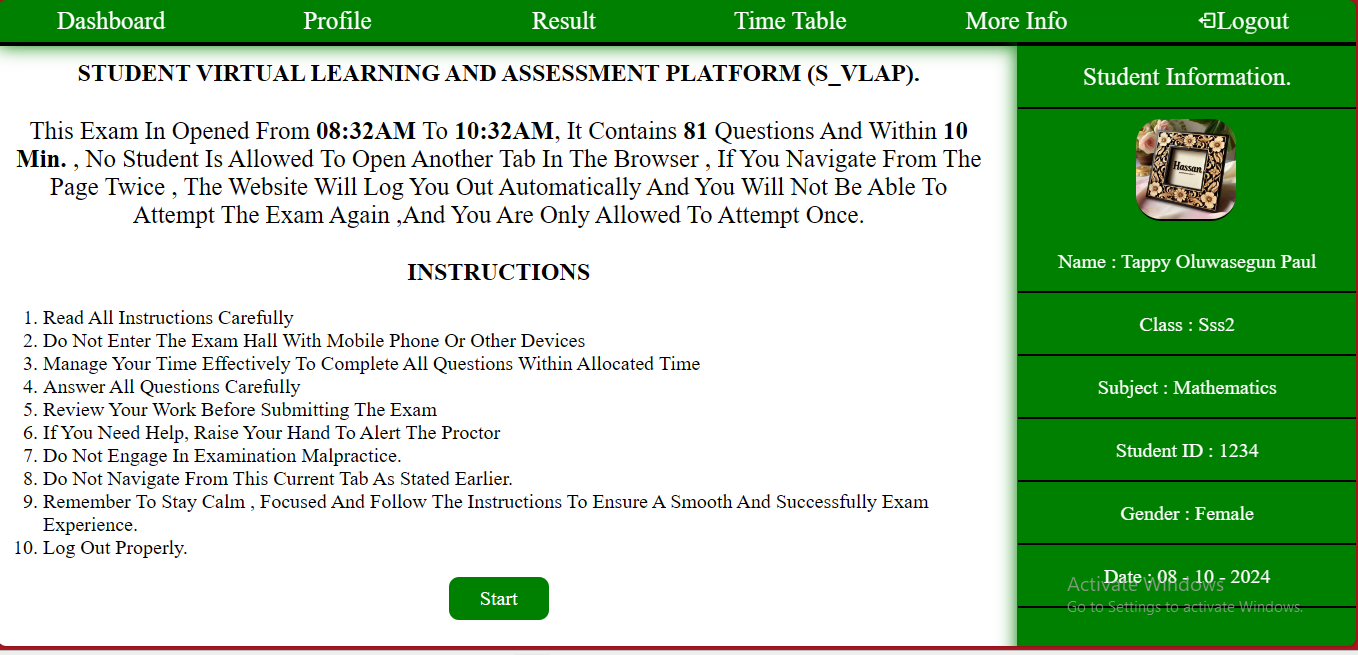 Dashboard Profile Result Time Table More Info Logout
STUDENT VIRTUAL LEARNING AND ASSESSMENT PLATFORM (S_VLAP).
This Exam In Opened From 08:32AM To 10:32AM, It Contains 81 Questions And Within 10
Min. , No Student Is Allowed To Open Another Tab In The Browser , If You Navigate From The
Page Twice , The Website Will Log You Out Automatically And You Will Not Be Able To
Attempt The Exam Again ,And You Are Only Allowed To Attempt Once.
INSTRUCTIONS
1. Read All Instructions Carefully
2. Do Not Enter The Exam Hall With Mobile Phone Or Other Devices
3. Manage Your Time Effectively To Complete All Questions Within Allocated Time
4. Answer All Questions Carefully
5. Review Your Work Before Submitting The Exam
6. If You Need Help, Raise Your Hand To Alert The Proctor
7. Do Not Engage In Examination Malpractice.
8. Do Not Navigate From This Current Tab As Stated Earlier.
9. Remember To Stay Calm , Focused And Follow The Instructions To Ensure A Smooth And Successfully Exam
Experience.
10. Log Out Properly.
Start
Student Information.
Hassan
Name : Tappy Oluwasegun Paul
Class : Sss2
Subject : Mathematics
Student ID : 1234
Gender : Female
Date : 08 - 10 - 2024
Activate Windows
Go to Settings to activate Windows.